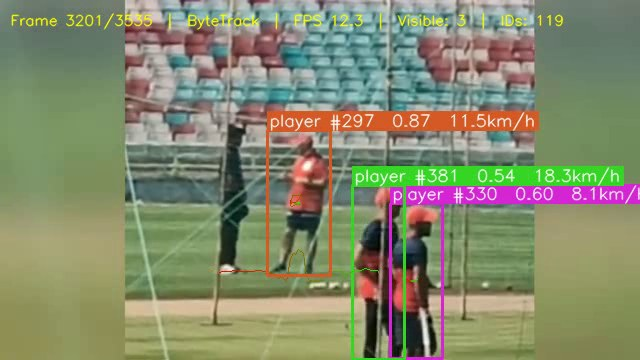 Frame 3201/3535 | ByteTrack | FPS 12.3 | Visible: 3 | IDs: 119
player #297 0.87 11.5km/h
player #381 0.54 18.3km/h
player #330 0.60 8.1km/h